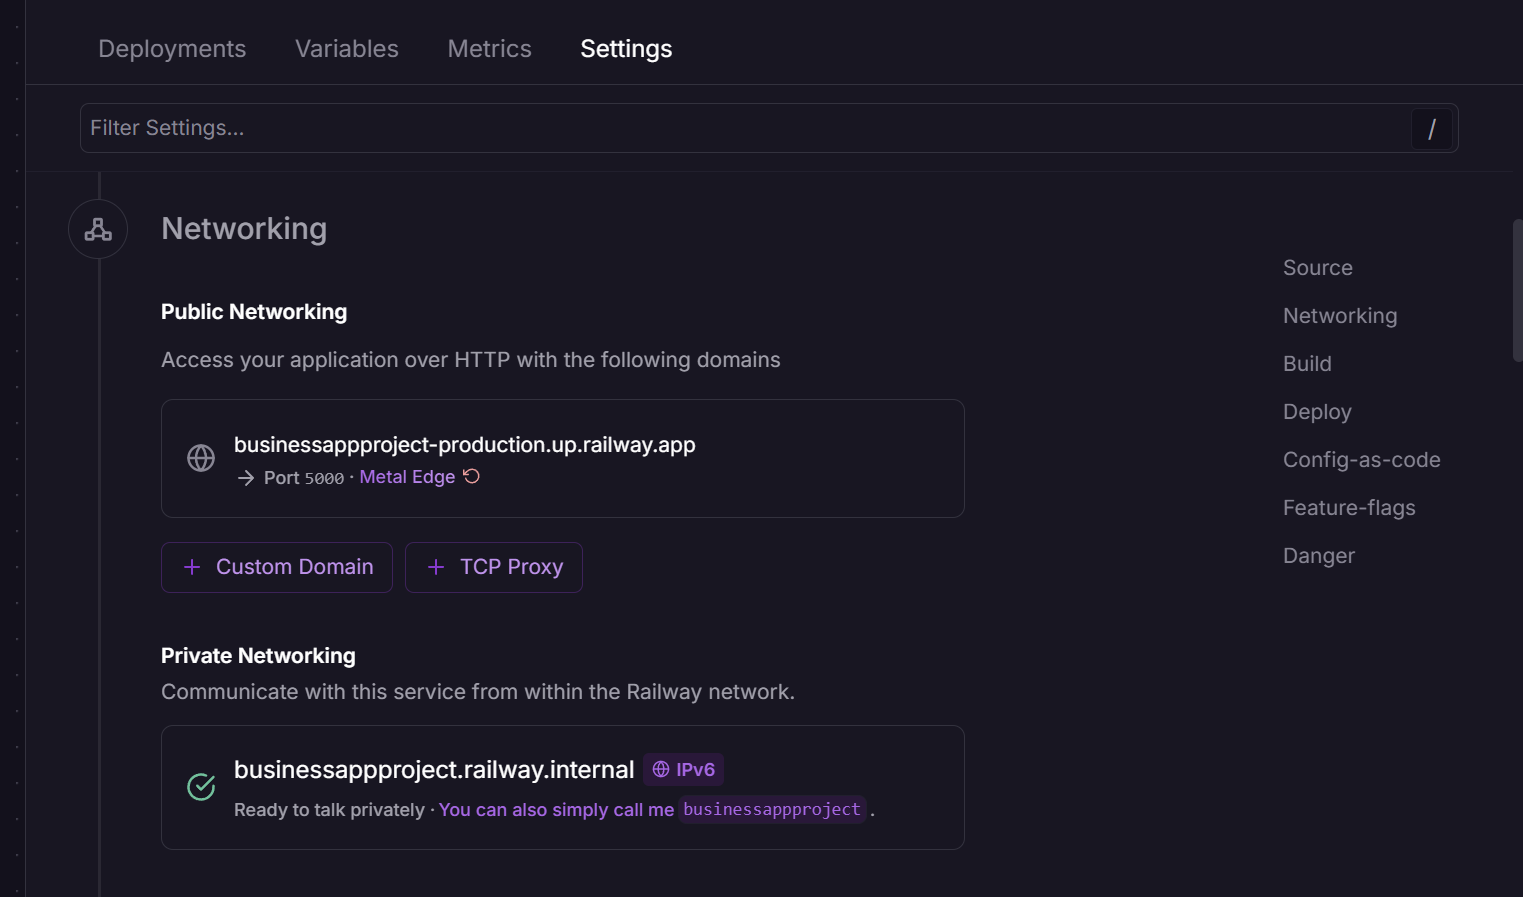 Deployments Variables Metrics Settings
Filter Settings...
/
Networking
Public Networking
Access your application over HTTP with the following domains
businessappproject-production.up.railway.app
→ Port 5000 · Metal Edge
+ Custom Domain
+ TCP Proxy
Private Networking
Communicate with this service from within the Railway network.
businessappproject.railway.internal IPv6
Ready to talk privately · You can also simply call me businessappproject .
Source
Networking
Build
Deploy
Config-as-code
Feature-flags
Danger